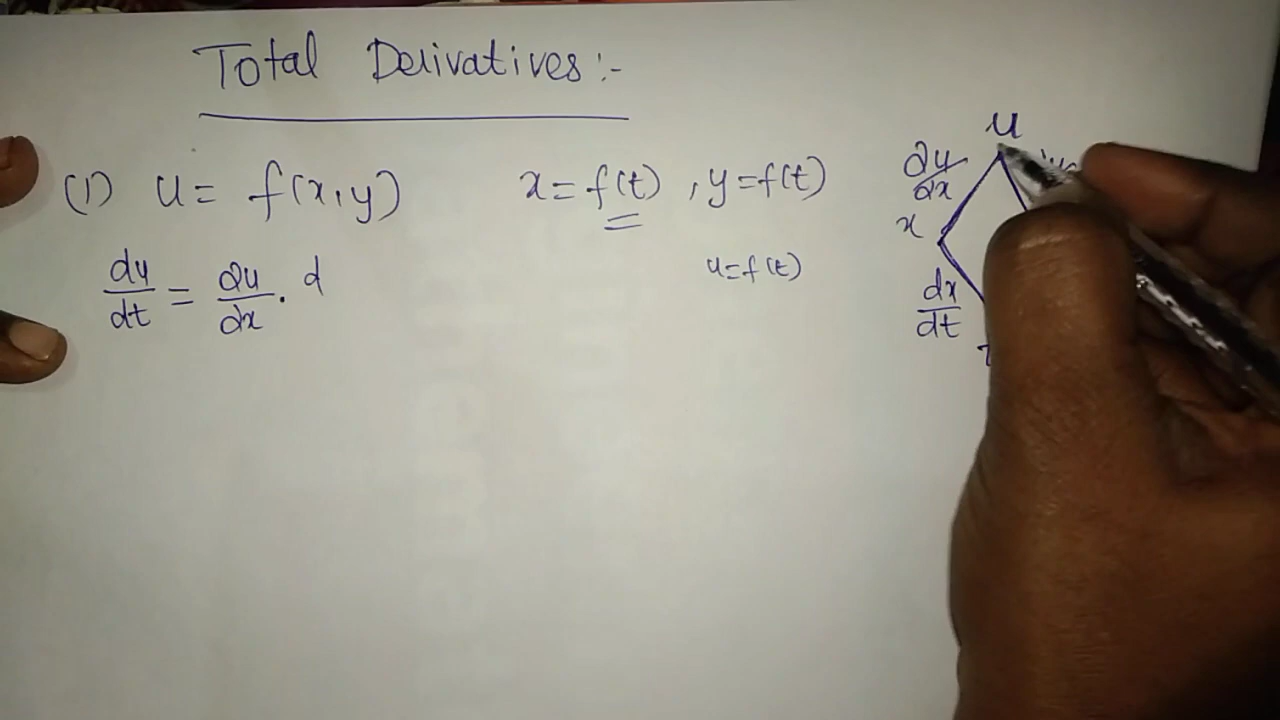 Total Derivatives :-
(1) u = f(x,y) x = f(t) , y = f(t)
u = f(t)
du/dt = ∂u/∂x . d
u
∂u/∂x
x
dx/dt